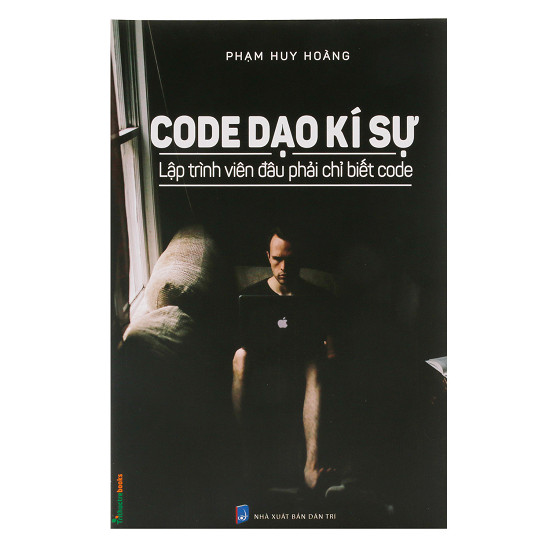 PHẠM HUY HOÀNG
CODE DẠO KÍ SỰ
Lập trình viên đâu phải chỉ biết code
NHÀ XUẤT BẢN DÂN TRÍ